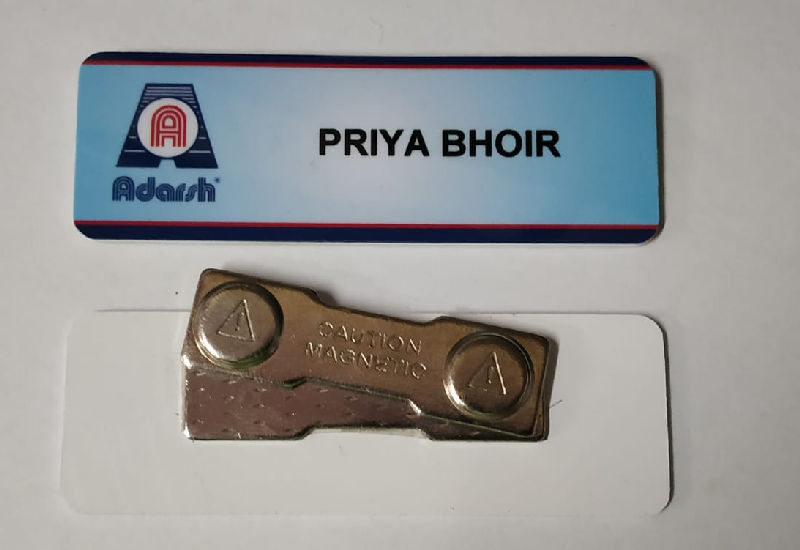 A
Adarsh
PRIYA BHOIR
CAUTION
MAGNETIC